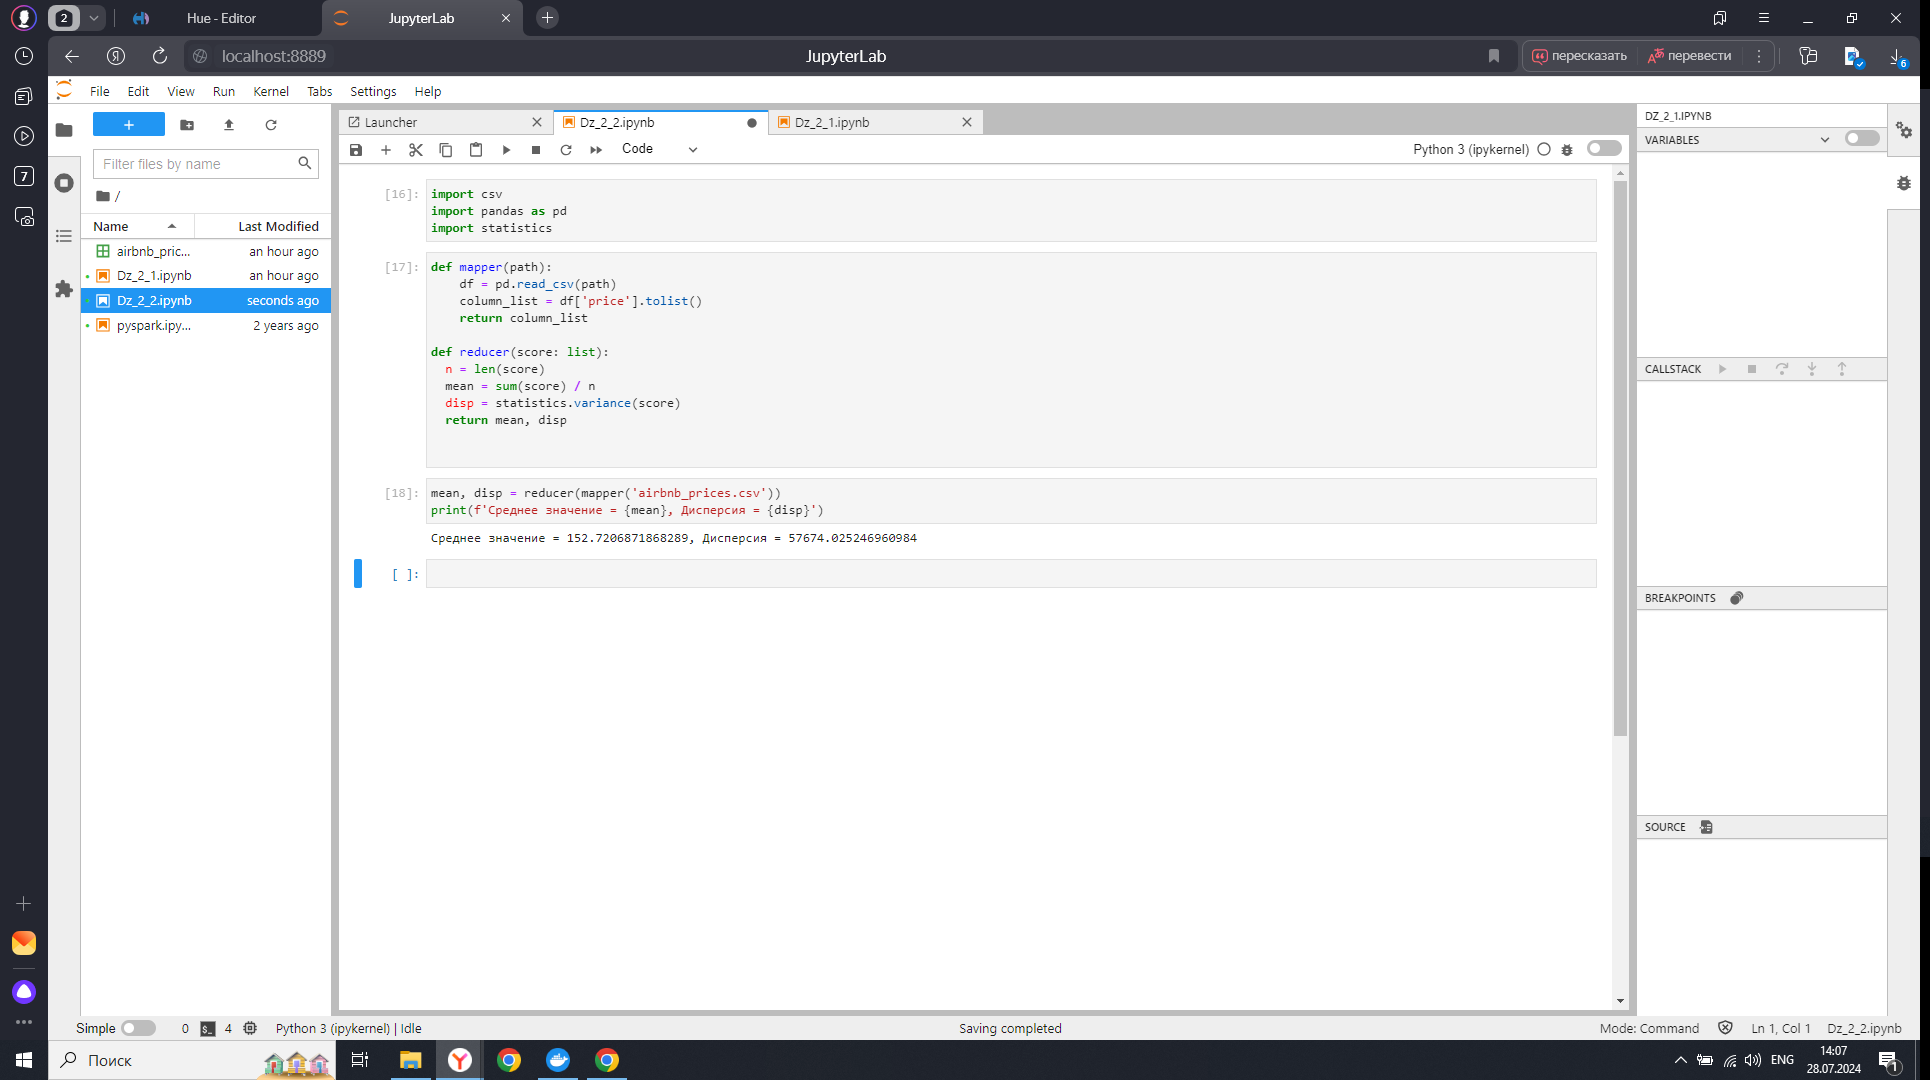 2
Hue - Editor
JupyterLab
localhost:8889
JupyterLab
пересказать
перевести
6
7
File Edit View Run Kernel Tabs Settings Help
Filter files by name
/
Name Last Modified
airbnb_pric... an hour ago
Dz_2_1.ipynb an hour ago
Dz_2_2.ipynb seconds ago
pyspark.ipy... 2 years ago
Launcher
Dz_2_2.ipynb
Dz_2_1.ipynb
Code
Python 3 (ipykernel)
[16]:
import csv
import pandas as pd
import statistics
[17]:
def mapper(path):
    df = pd.read_csv(path)
    column_list = df['price'].tolist()
    return column_list
def reducer(score: list):
  n = len(score)
  mean = sum(score) / n
  disp = statistics.variance(score)
  return mean, disp
[18]:
mean, disp = reducer(mapper('airbnb_prices.csv'))
print(f'Среднее значение = {mean}, Дисперсия = {disp}')
Среднее значение = 152.7206871868289, Дисперсия = 57674.025246960984
[ ]:
DZ_2_1.IPYNB
VARIABLES
CALLSTACK
BREAKPOINTS
SOURCE
Simple 0 $_ 4 Python 3 (ipykernel) | Idle
Saving completed
Mode: Command Ln 1, Col 1 Dz_2_2.ipynb
Поиск
ENG
14:07
28.07.2024
1